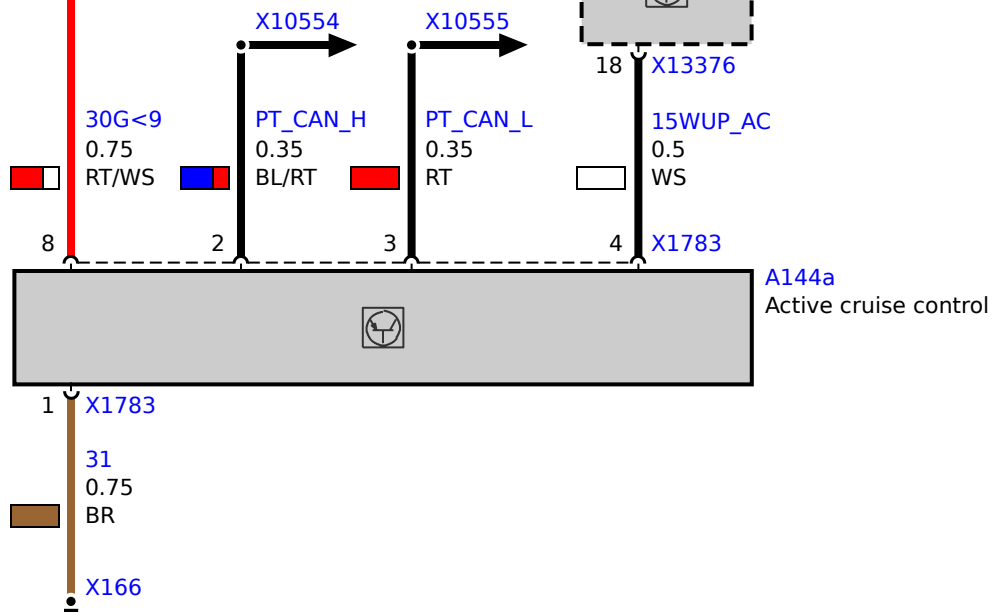 X10554
X10555
18 X13376
30G<9
0.75
RT/WS
PT_CAN_H
0.35
BL/RT
PT_CAN_L
0.35
RT
15WUP_AC
0.5
WS
8
2
3
4 X1783
A144a
Active cruise control
1 X1783
31
0.75
BR
X166